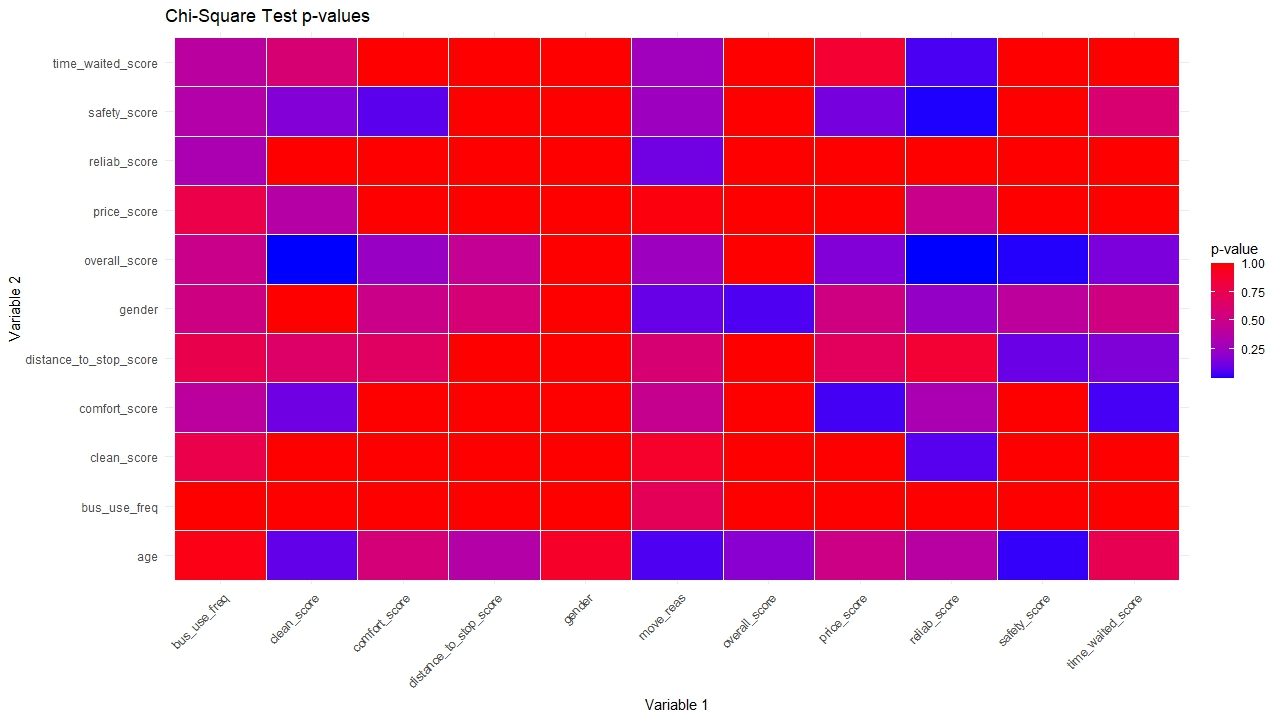 Chi-Square Test p-values
Variable 2
time_waited_score
safety_score
reliab_score
price_score
overall_score
gender
distance_to_stop_score
comfort_score
clean_score
bus_use_freq
age
bus_use_freq
clean_score
comfort_score
distance_to_stop_score
gender
move_reas
overall_score
price_score
reliab_score
safety_score
time_waited_score
Variable 1
p-value
1.00
0.75
0.50
0.25